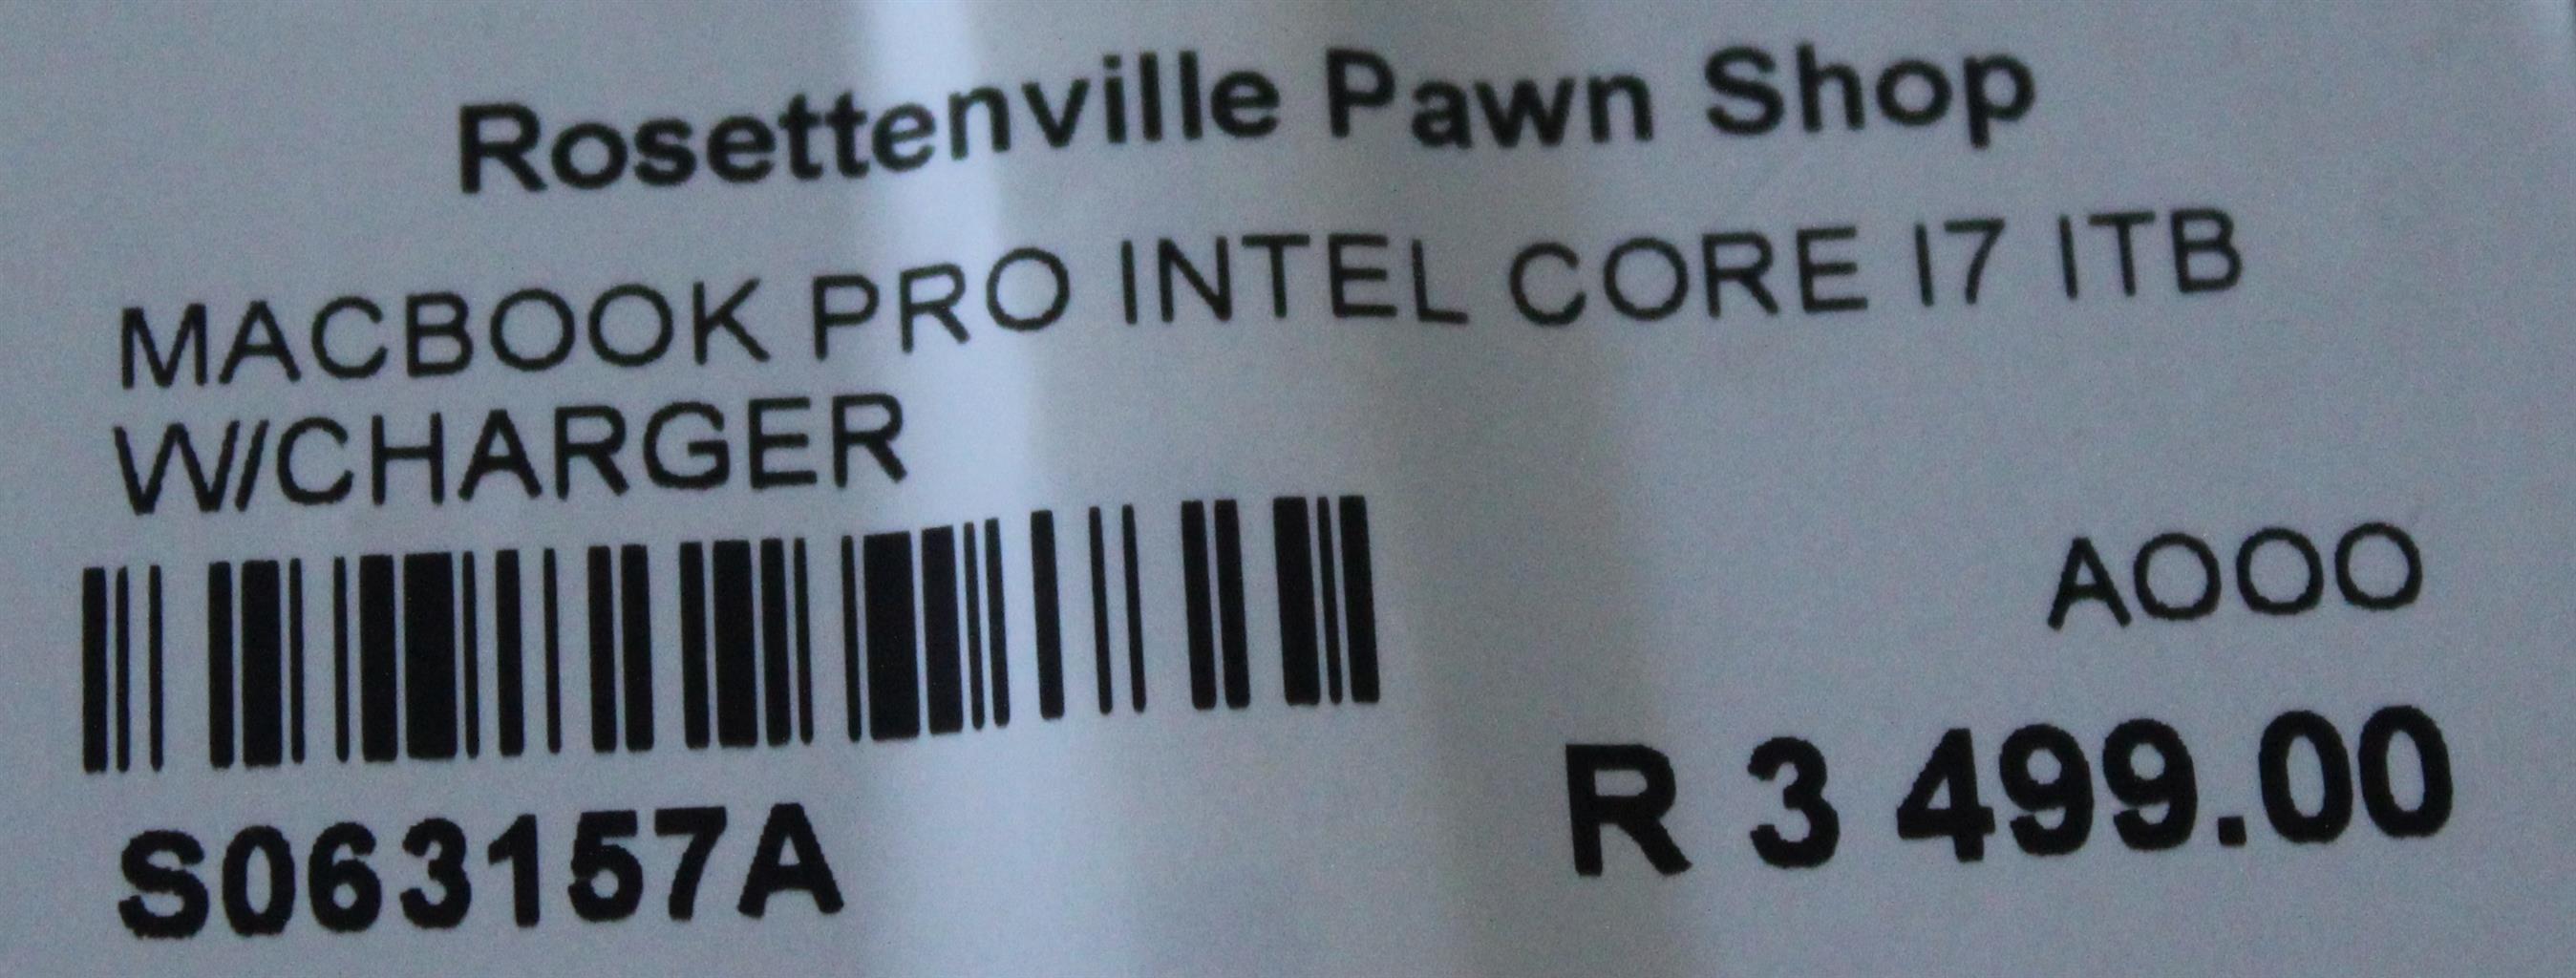 Rosettenville Pawn Shop
MACBOOK PRO INTEL CORE I7 ITB
W/CHARGER
AOOO
S063157A
R 3 499.00